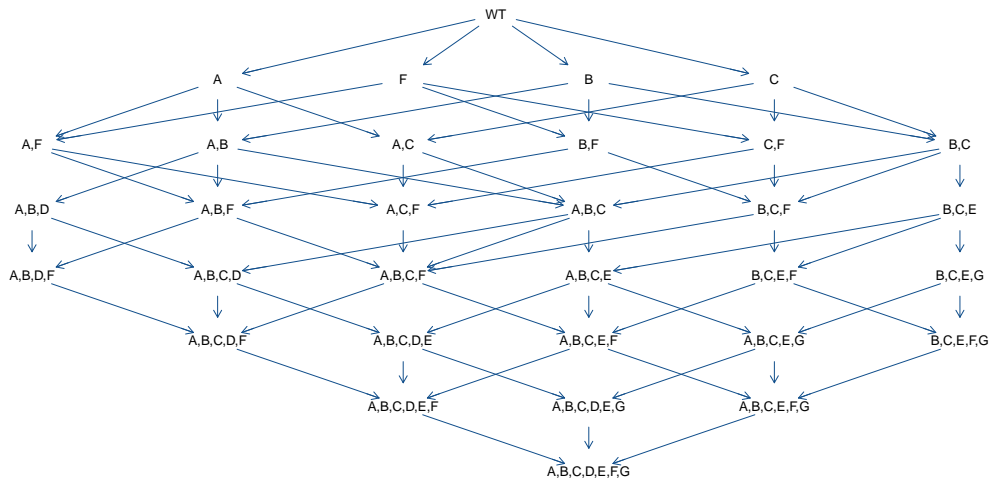 WT
A F B C
A,F A,B A,C B,F C,F B,C
A,B,D A,B,F A,C,F A,B,C B,C,F B,C,E
A,B,D,F A,B,C,D A,B,C,F A,B,C,E B,C,E,F B,C,E,G
A,B,C,D,F A,B,C,D,E A,B,C,E,F A,B,C,E,G B,C,E,F,G
A,B,C,D,E,F A,B,C,D,E,G A,B,C,E,F,G
A,B,C,D,E,F,G